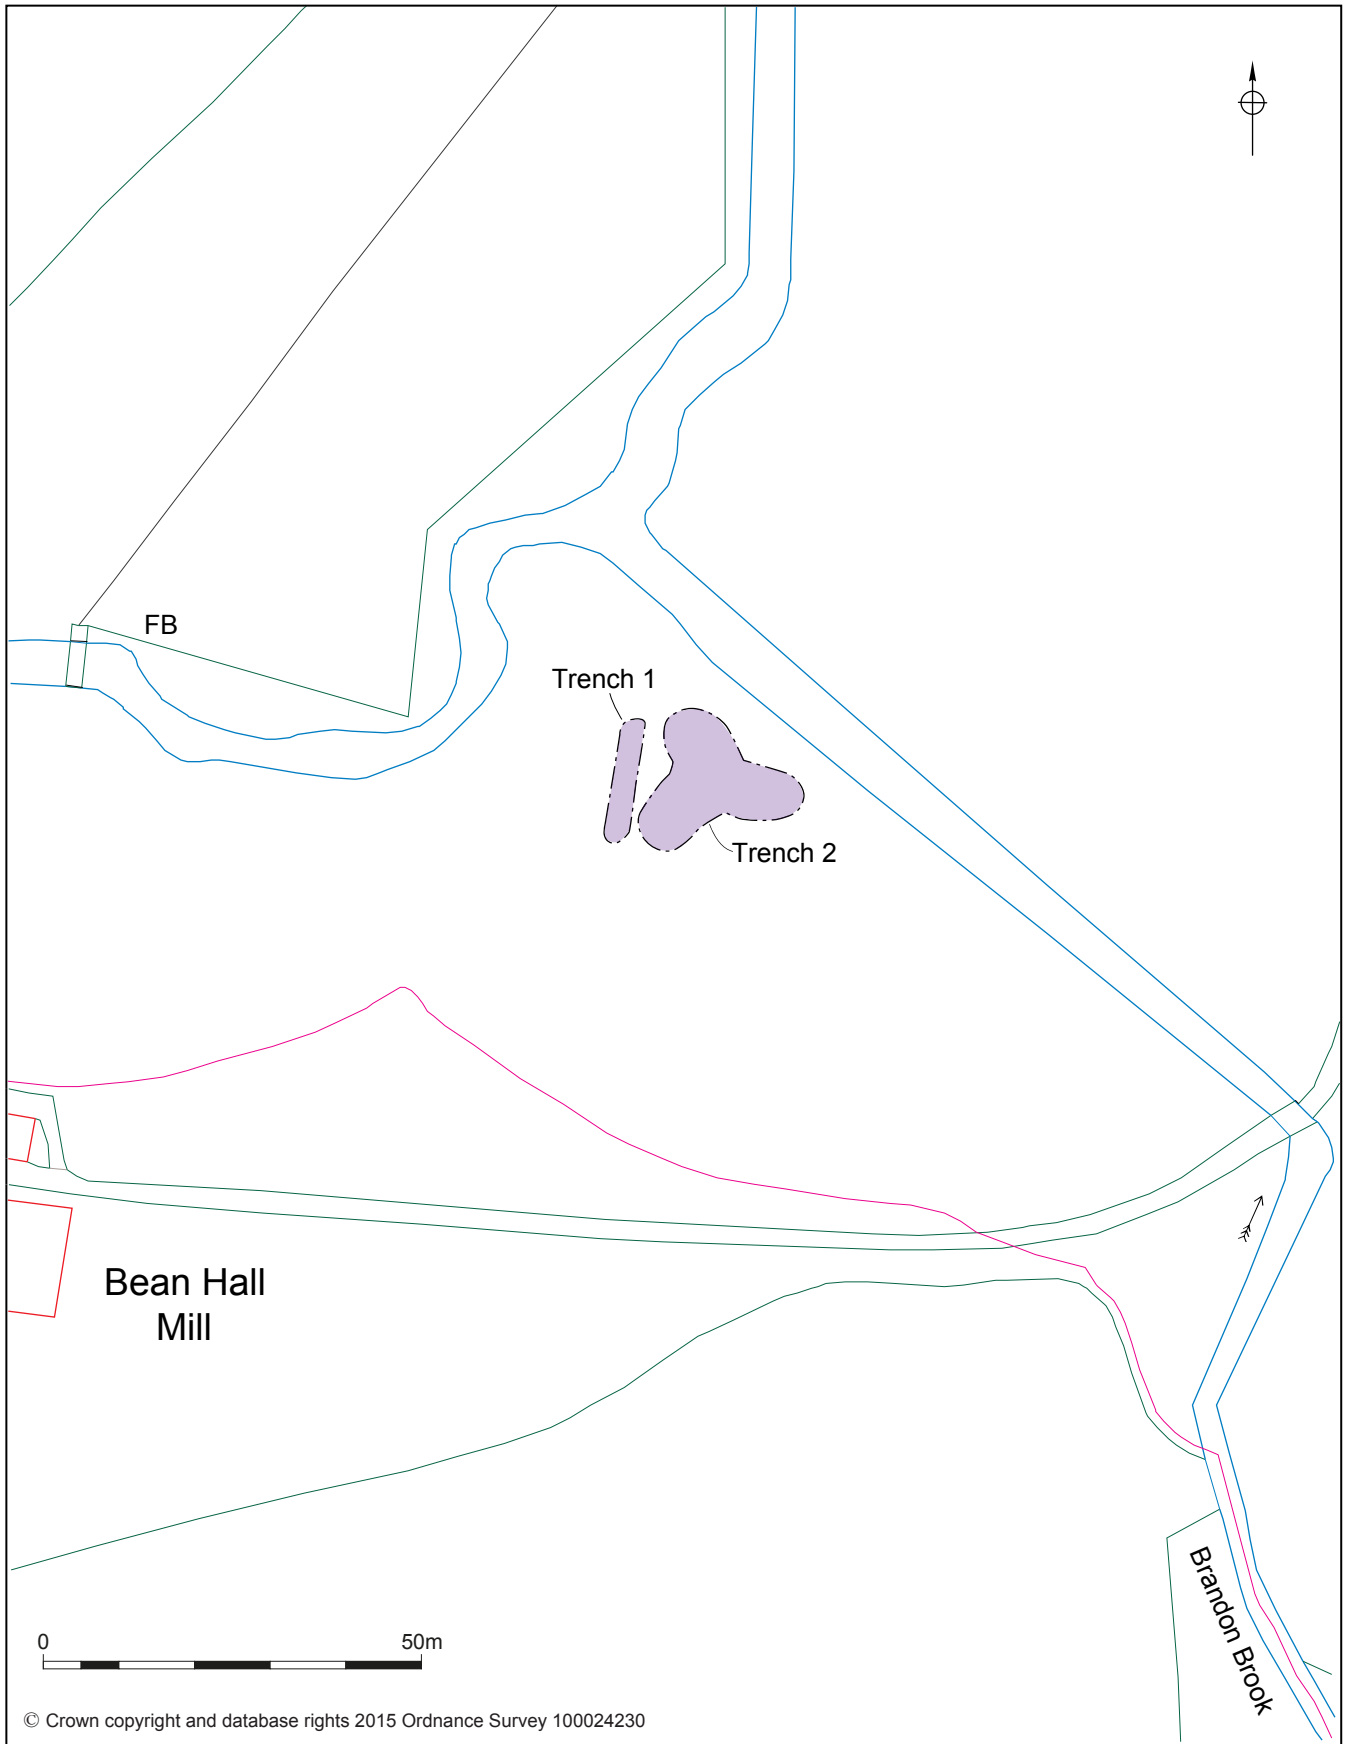 FB
Trench 1
Trench 2
Bean Hall
Mill
Brandon Brook
0 50m
© Crown copyright and database rights 2015 Ordnance Survey 100024230